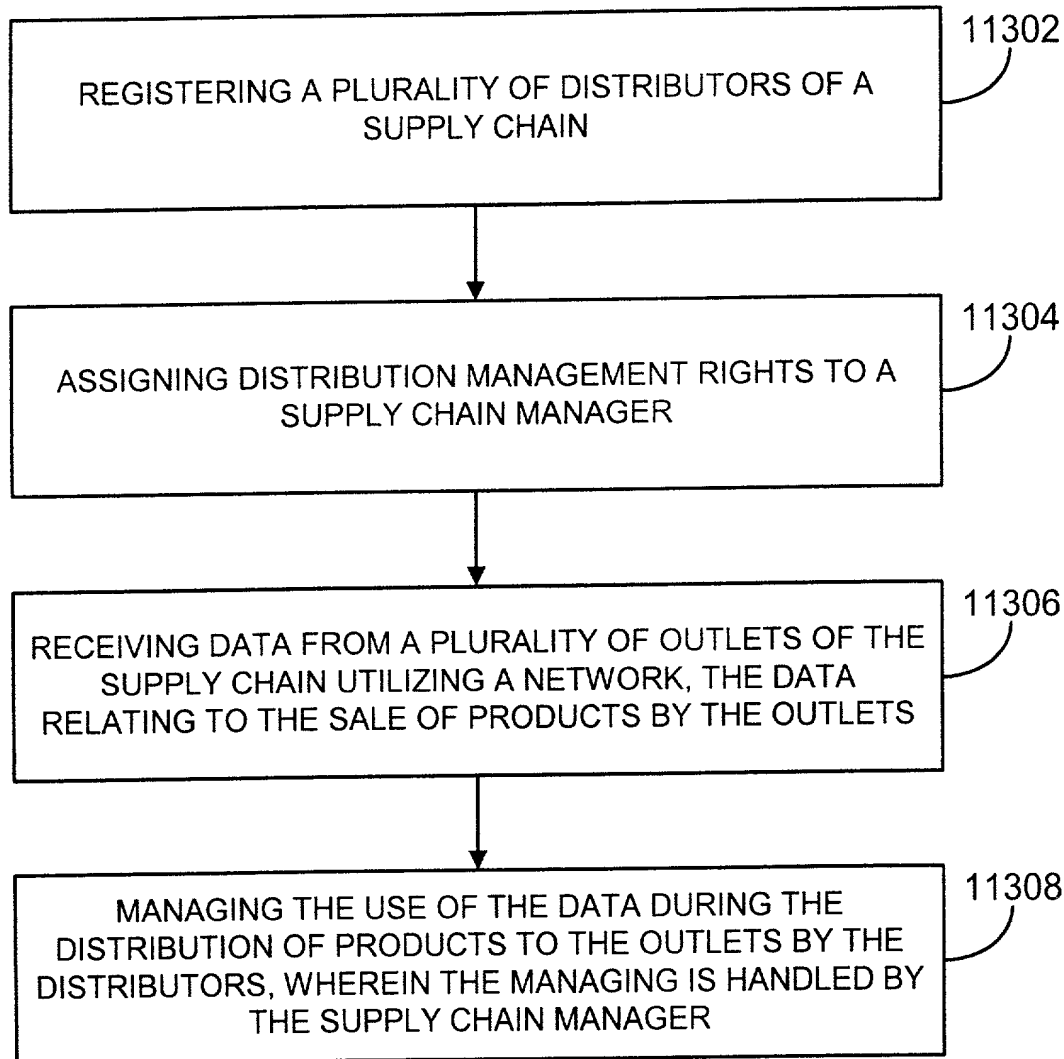 11302
REGISTERING A PLURALITY OF DISTRIBUTORS OF A
SUPPLY CHAIN
11304
ASSIGNING DISTRIBUTION MANAGEMENT RIGHTS TO A
SUPPLY CHAIN MANAGER
11306
RECEIVING DATA FROM A PLURALITY OF OUTLETS OF THE
SUPPLY CHAIN UTILIZING A NETWORK, THE DATA
RELATING TO THE SALE OF PRODUCTS BY THE OUTLETS
11308
MANAGING THE USE OF THE DATA DURING THE
DISTRIBUTION OF PRODUCTS TO THE OUTLETS BY THE
DISTRIBUTORS, WHEREIN THE MANAGING IS HANDLED BY
THE SUPPLY CHAIN MANAGER